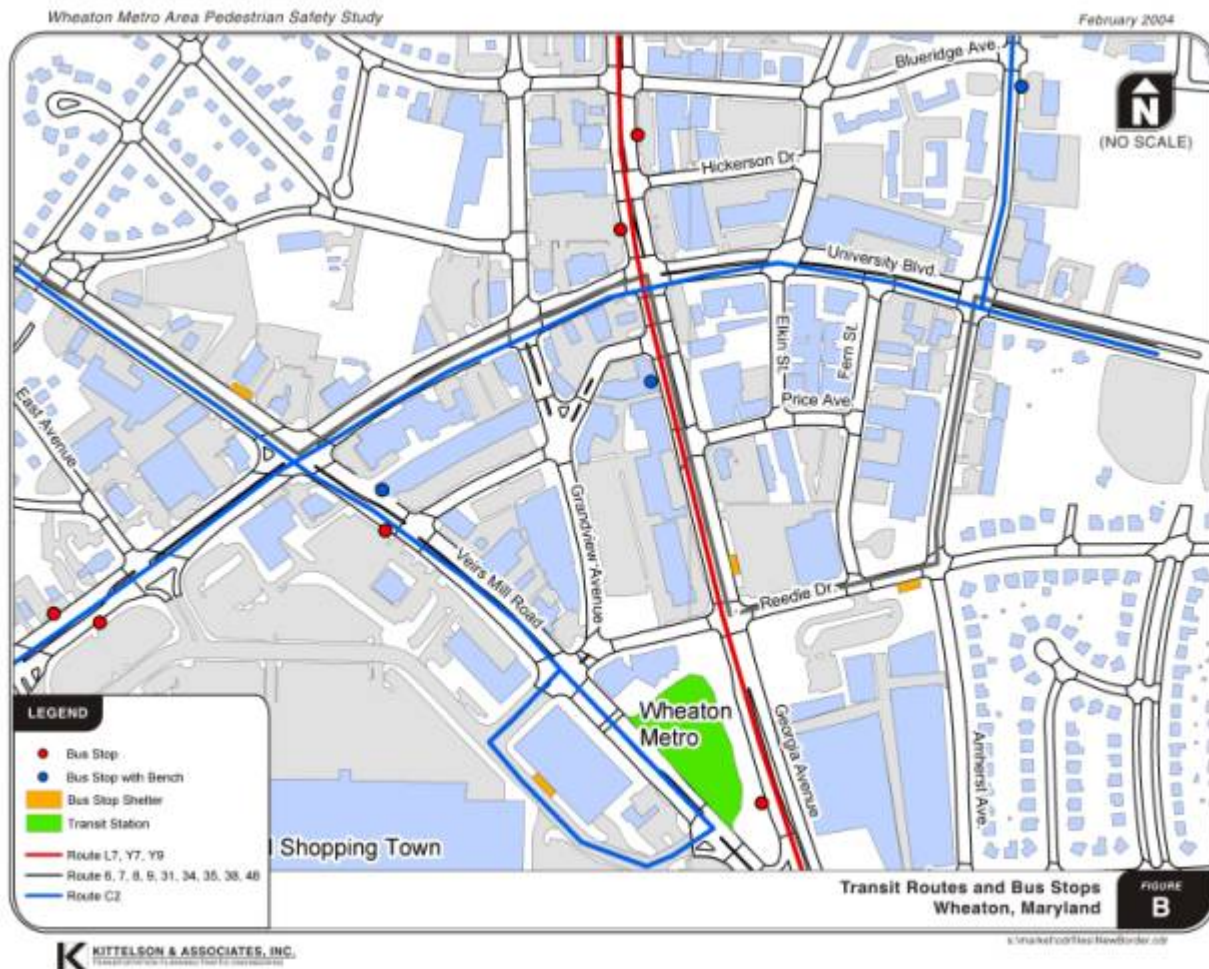 Wheaton Metro Area Pedestrian Safety Study
February 2004
Blueridge Ave.
N
(NO SCALE)
Hickerson Dr.
University Blvd.
Elkin St.
Fern St.
Price Ave.
East Avenue
Grandview Avenue
Veirs Mill Road
Reedie Dr.
Wheaton
Metro
Georgia Avenue
Amherst Ave.
l Shopping Town
LEGEND
Bus Stop
Bus Stop with Bench
Bus Stop Shelter
Transit Station
Route L7, Y7, Y9
Route 6, 7, 8, 9, 31, 34, 35, 38, 48
Route C2
Transit Routes and Bus Stops
Wheaton, Maryland
FIGURE
B
K KITTELSON & ASSOCIATES, INC.